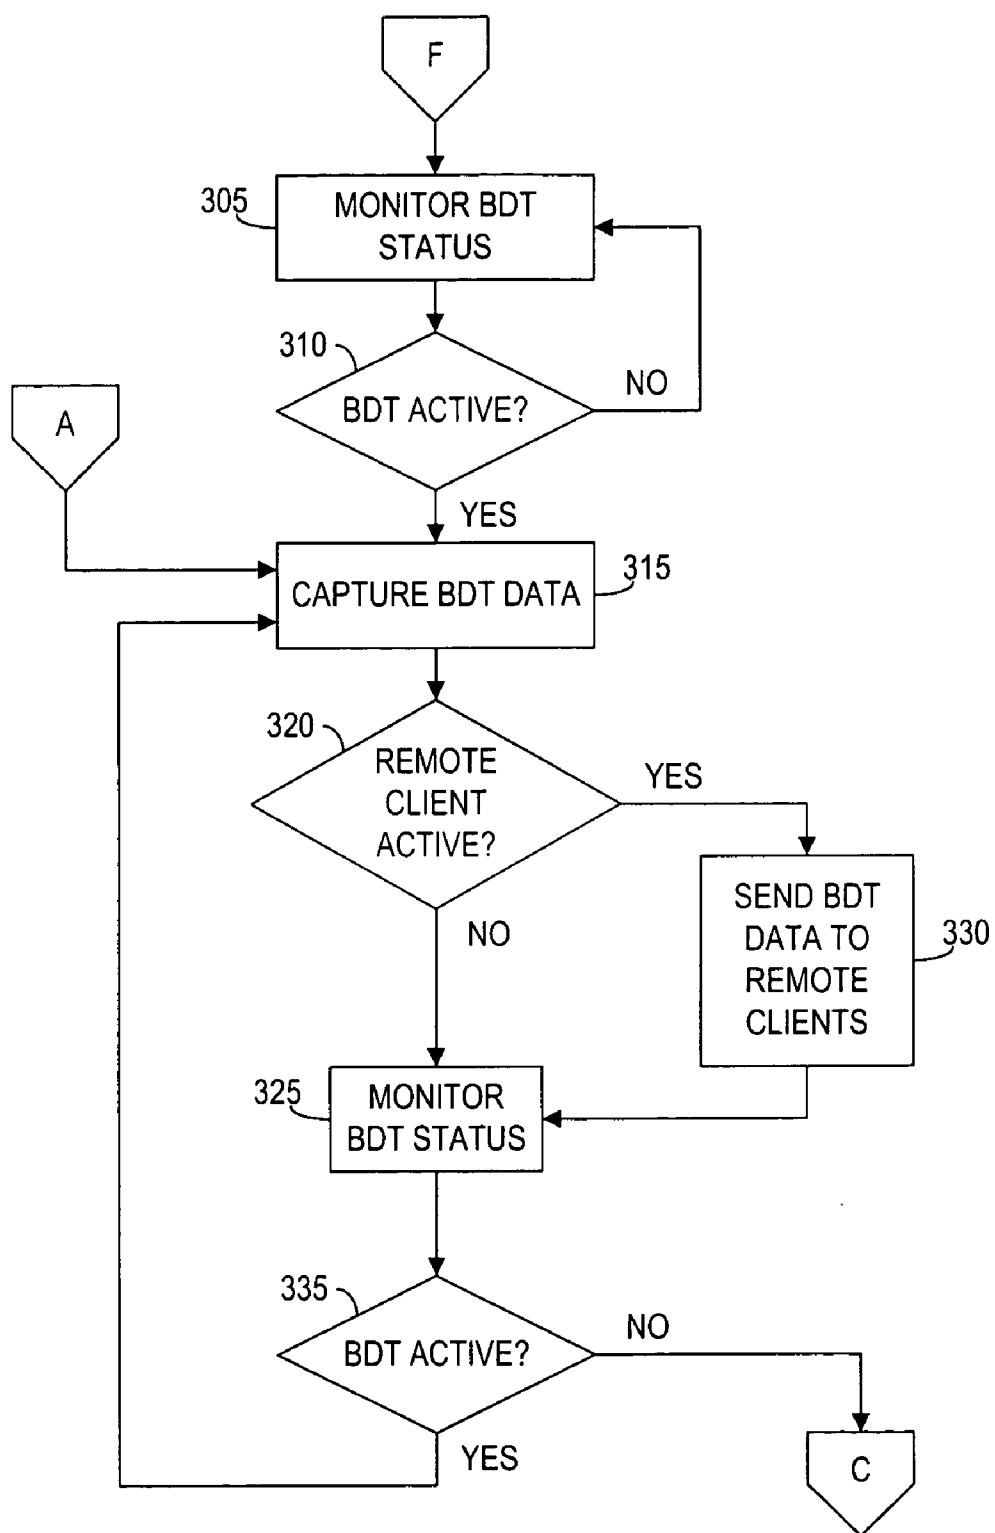 F
305
MONITOR BDT
STATUS
310
BDT ACTIVE?
NO
A
YES
CAPTURE BDT DATA
315
320
REMOTE
CLIENT
ACTIVE?
YES
NO
SEND BDT
DATA TO
REMOTE
CLIENTS
330
325
MONITOR
BDT STATUS
335
BDT ACTIVE?
NO
YES
C